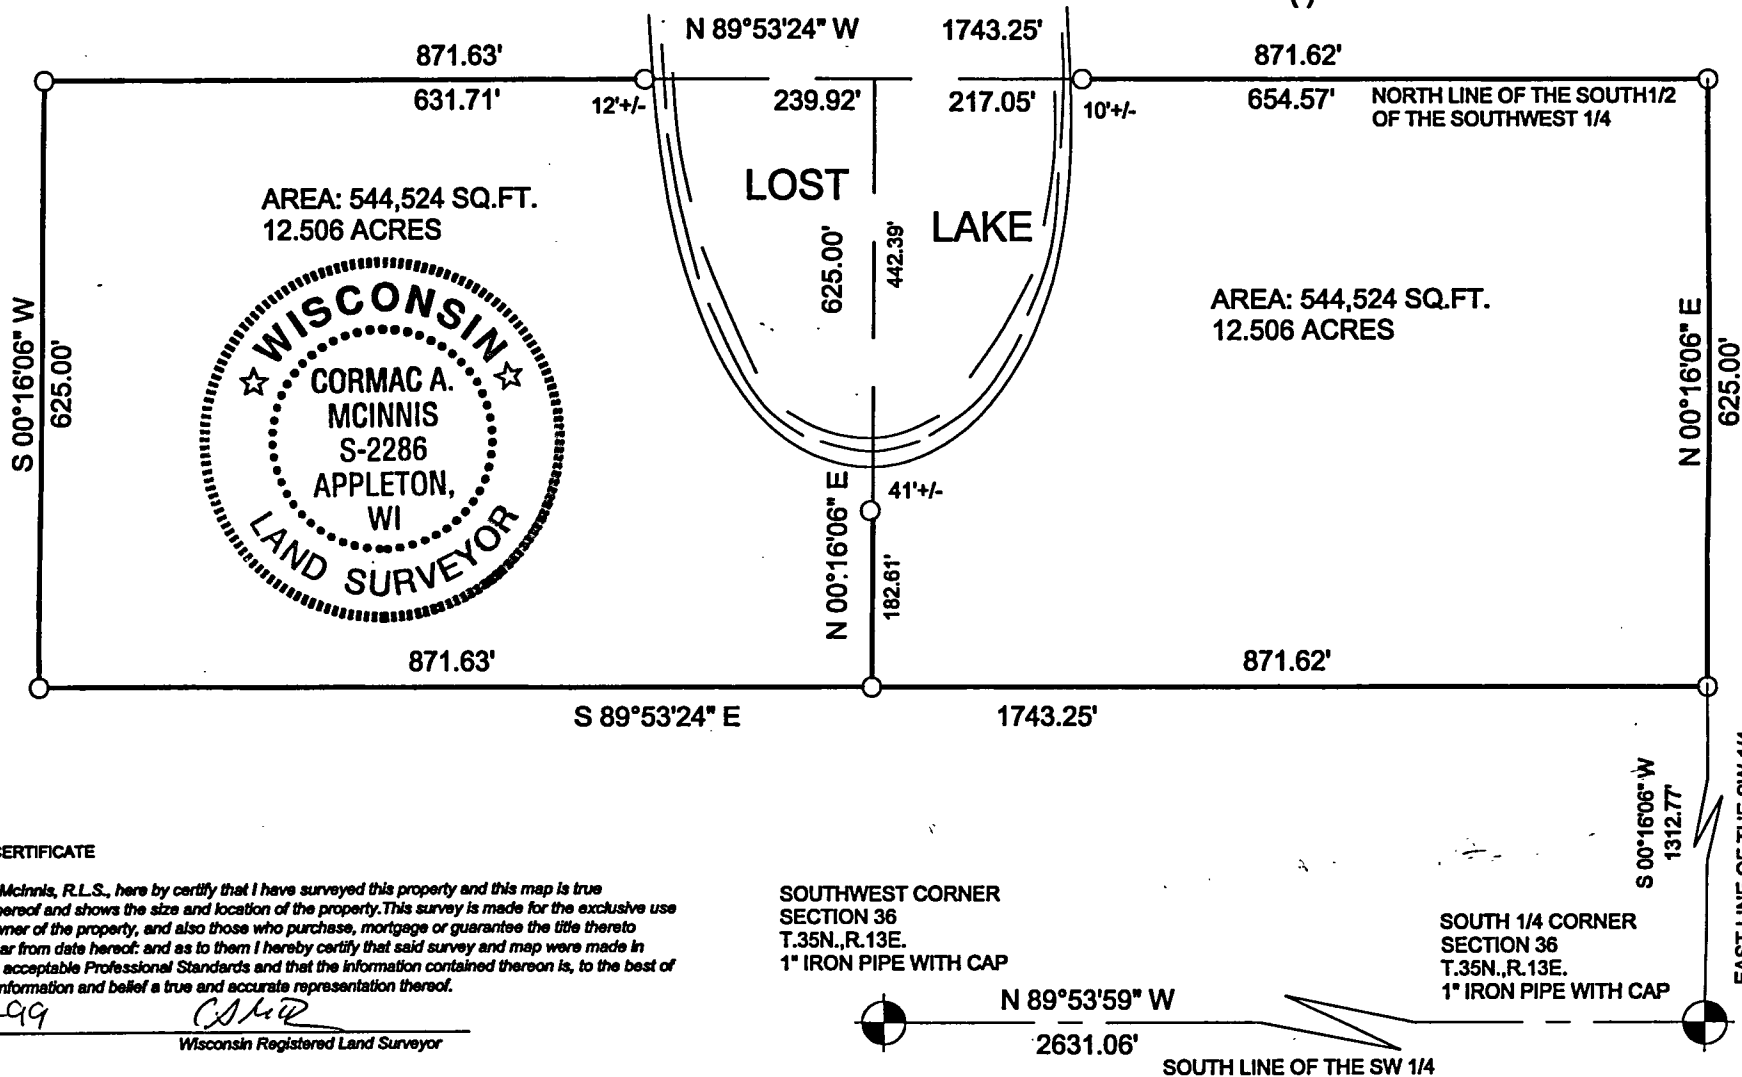 N 89°53'24" W 1743.25'
871.63' 871.62'
631.71' 12'+/- 239.92' 217.05' 10'+/- 654.57'
NORTH LINE OF THE SOUTH1/2
OF THE SOUTHWEST 1/4
AREA: 544,524 SQ.FT.
12.506 ACRES
LOST
LAKE
625.00'
442.39'
AREA: 544,524 SQ.FT.
12.506 ACRES
S 00°16'06" W
625.00'
WISCONSIN
CORMAC A.
MCINNIS
S-2286
APPLETON,
WI
LAND SURVEYOR
N 00°16'06" E
625.00'
41'+/-
N 00°16'06" E
182.61'
871.63' 871.62'
S 89°53'24" E 1743.25'
S 00°16'06" W
1312.77'
EAST LINE OF THE SW 1/4
CERTIFICATE
McInnis, R.L.S., here by certify that I have surveyed this property and this map is true
hereof and shows the size and location of the property.This survey is made for the exclusive use
wner of the property, and also those who purchase, mortgage or guarantee the title thereto
ar from date hereof: and as to them I hereby certify that said survey and map were made in
acceptable Professional Standards and that the information contained thereon is, to the best of
nformation and belief a true and accurate representation thereof.
-99
Wisconsin Registered Land Surveyor
SOUTHWEST CORNER
SECTION 36
T.35N.,R.13E.
1" IRON PIPE WITH CAP
SOUTH 1/4 CORNER
SECTION 36
T.35N.,R.13E.
1" IRON PIPE WITH CAP
N 89°53'59" W
2631.06'
SOUTH LINE OF THE SW 1/4